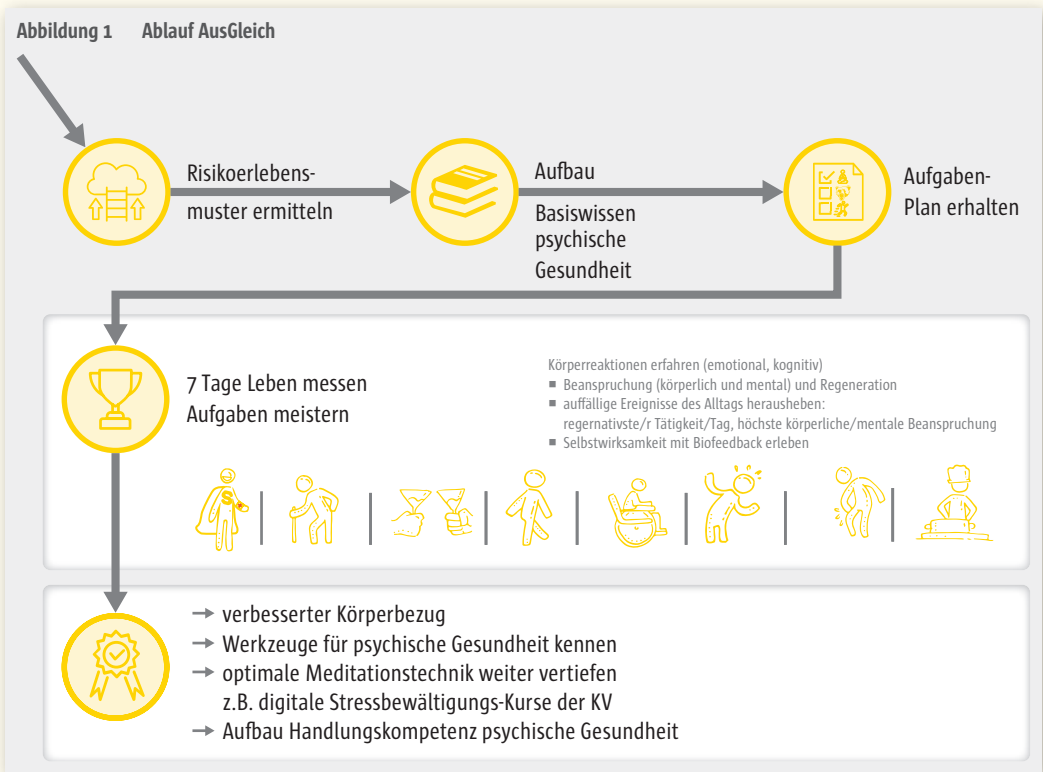 Abbildung 1 Ablauf AusGleich
Risikoerlebens-
muster ermitteln
Aufbau
Basiswissen
psychische
Gesundheit
Aufgaben-
Plan erhalten
7 Tage Leben messen
Aufgaben meistern
Körperreaktionen erfahren (emotional, kognitiv)
■ Beanspruchung (körperlich und mental) und Regeneration
■ auffällige Ereignisse des Alltags herausheben:
regernativste/r Tätigkeit/Tag, höchste körperliche/mentale Beanspruchung
■ Selbstwirksamkeit mit Biofeedback erleben
S
→ verbesserter Körperbezug
→ Werkzeuge für psychische Gesundheit kennen
→ optimale Meditationstechnik weiter vertiefen
z.B. digitale Stressbewältigungs-Kurse der KV
→ Aufbau Handlungskompetenz psychische Gesundheit